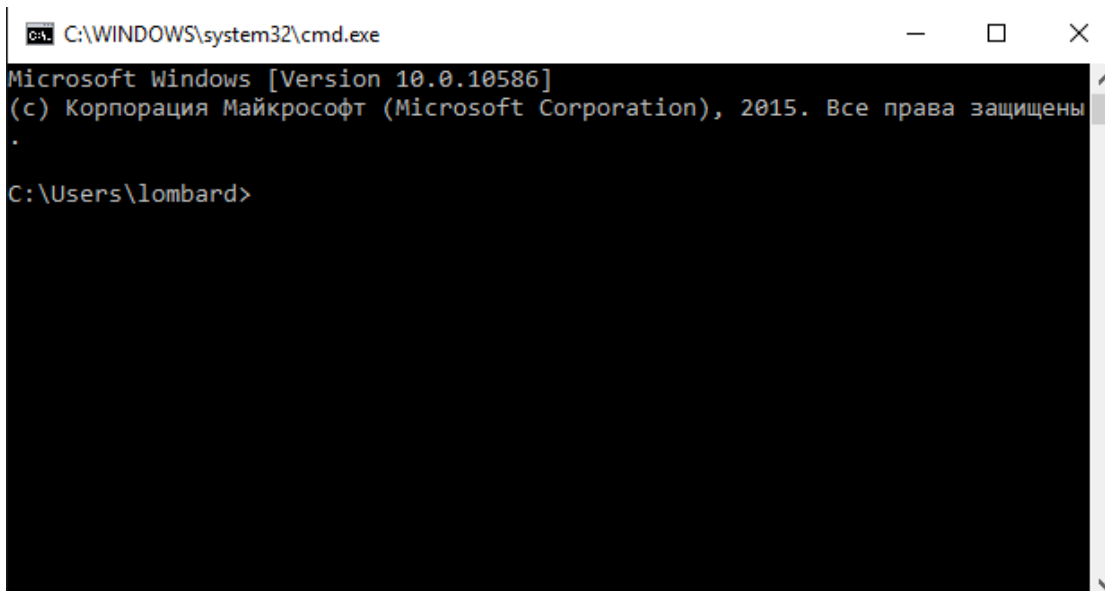 C:\WINDOWS\system32\cmd.exe
Microsoft Windows [Version 10.0.10586]
(c) Корпорация Майкрософт (Microsoft Corporation), 2015. Все права защищены
.
C:\Users\lombard>